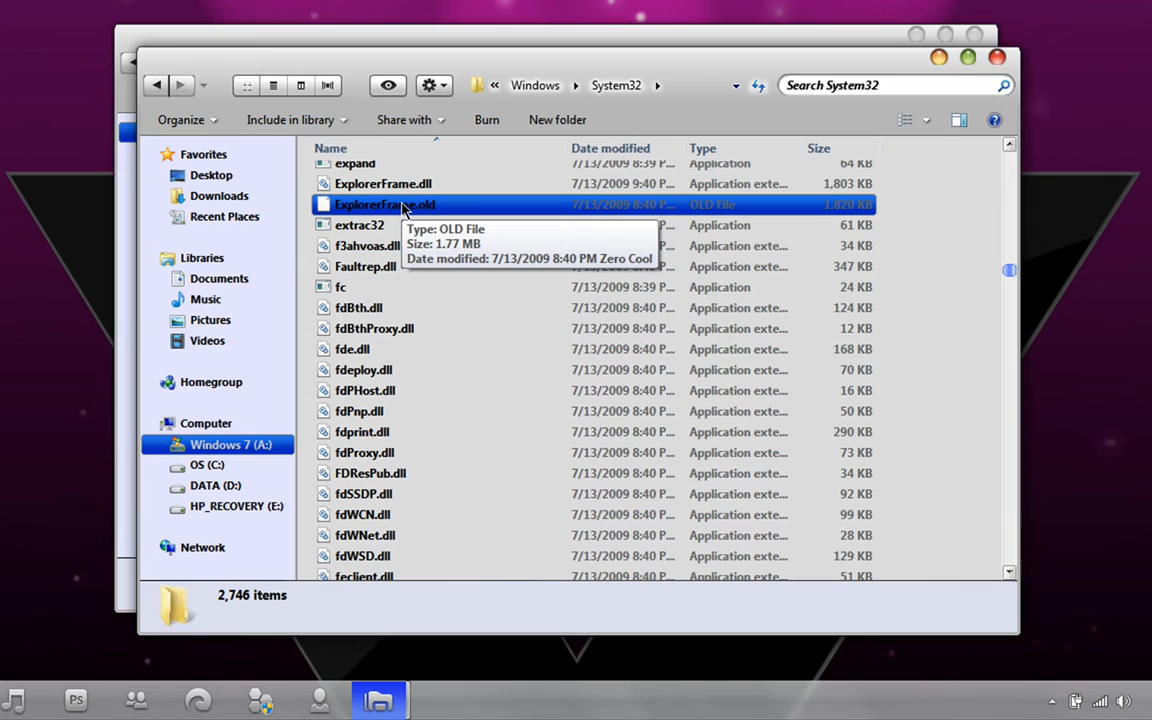 « Windows ▸ System32 ▸
Search System32
Organize Include in library Share with Burn New folder
Name Date modified Type Size
expand 7/13/2009 8:39 P... Application 64 KB
ExplorerFrame.dll 7/13/2009 9:40 P... Application exte... 1,803 KB
ExplorerFrame.old 7/13/2009 8:40 P... OLD File 1,820 KB
extrac32
Type: OLD File
Size: 1.77 MB
Date modified: 7/13/2009 8:40 PM Zero Cool
Application 61 KB
f3ahvoas.dll Application exte... 34 KB
Faultrep.dll Application exte... 347 KB
fc 7/13/2009 8:39 P... Application 24 KB
fdBth.dll 7/13/2009 8:40 P... Application exte... 124 KB
fdBthProxy.dll 7/13/2009 8:40 P... Application exte... 12 KB
fde.dll 7/13/2009 8:40 P... Application exte... 168 KB
fdeploy.dll 7/13/2009 8:40 P... Application exte... 70 KB
fdPHost.dll 7/13/2009 8:40 P... Application exte... 16 KB
fdPnp.dll 7/13/2009 8:40 P... Application exte... 50 KB
fdprint.dll 7/13/2009 8:40 P... Application exte... 290 KB
fdProxy.dll 7/13/2009 8:40 P... Application exte... 73 KB
FDResPub.dll 7/13/2009 8:40 P... Application exte... 34 KB
fdSSDP.dll 7/13/2009 8:40 P... Application exte... 92 KB
fdWCN.dll 7/13/2009 8:40 P... Application exte... 99 KB
fdWNet.dll 7/13/2009 8:40 P... Application exte... 28 KB
fdWSD.dll 7/13/2009 8:40 P... Application exte... 129 KB
feclient.dll 7/13/2009 8:40 P... Application exte... 51 KB
Favorites
Desktop
Downloads
Recent Places
Libraries
Documents
Music
Pictures
Videos
Homegroup
Computer
Windows 7 (A:)
OS (C:)
DATA (D:)
HP_RECOVERY (E:)
Network
2,746 items
Ps